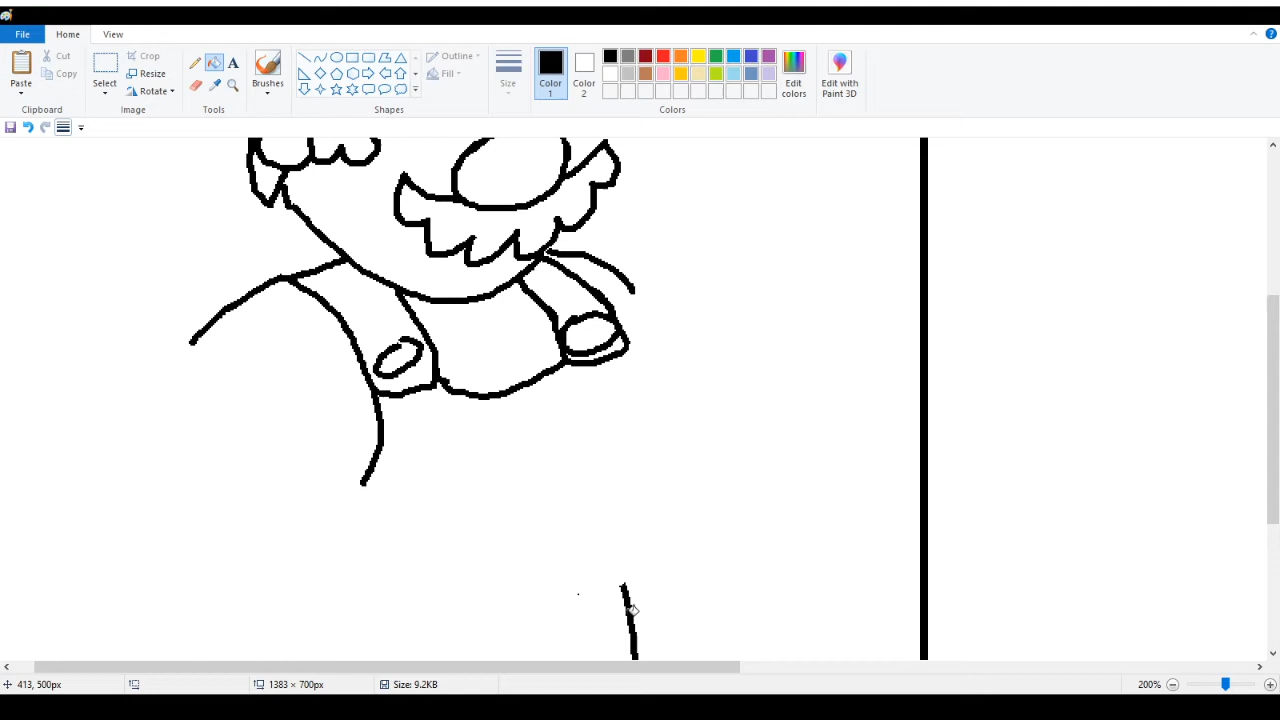 File Home View
Paste Cut Copy Clipboard
Select Crop Resize Rotate Image
A Tools
Brushes
Outline Fill Shapes
Size
Color 1 Color 2 Edit colors Colors
Edit with Paint 3D
413, 500px 1383 × 700px Size: 9.2KB 200%